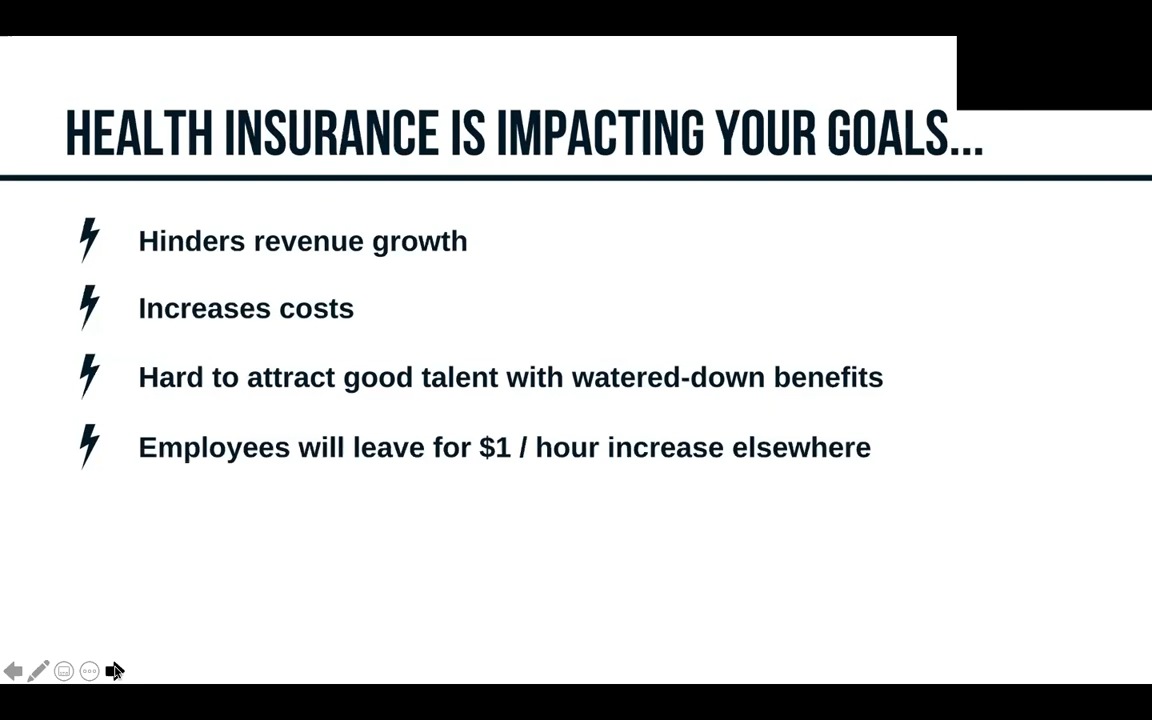 HEALTH INSURANCE IS IMPACTING YOUR GOALS...
Hinders revenue growth
Increases costs
Hard to attract good talent with watered-down benefits
Employees will leave for $1 / hour increase elsewhere